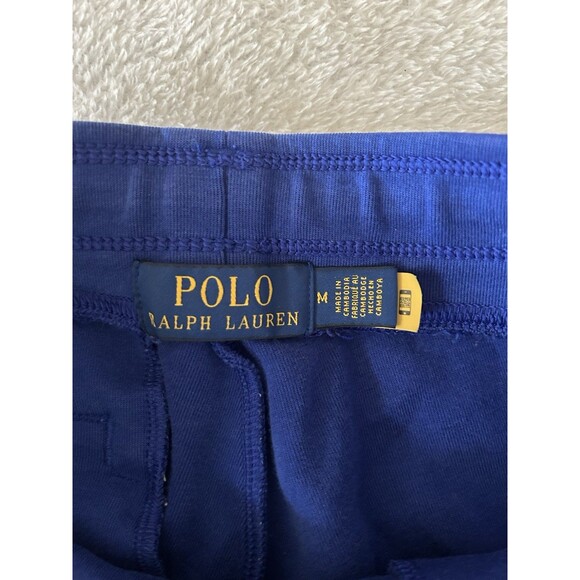 POLO
RALPH LAUREN
M
MADE IN
CAMBODIA
FABRIQUÉ AU
CAMBODGE
HECHO EN
CAMBOYA